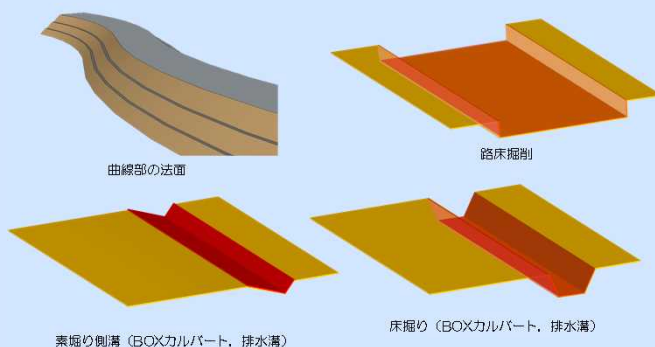 曲線部の法面
路床掘削
素堀り側溝（BOXカルバート，排水溝）
床掘り（BOXカルバート，排水溝）